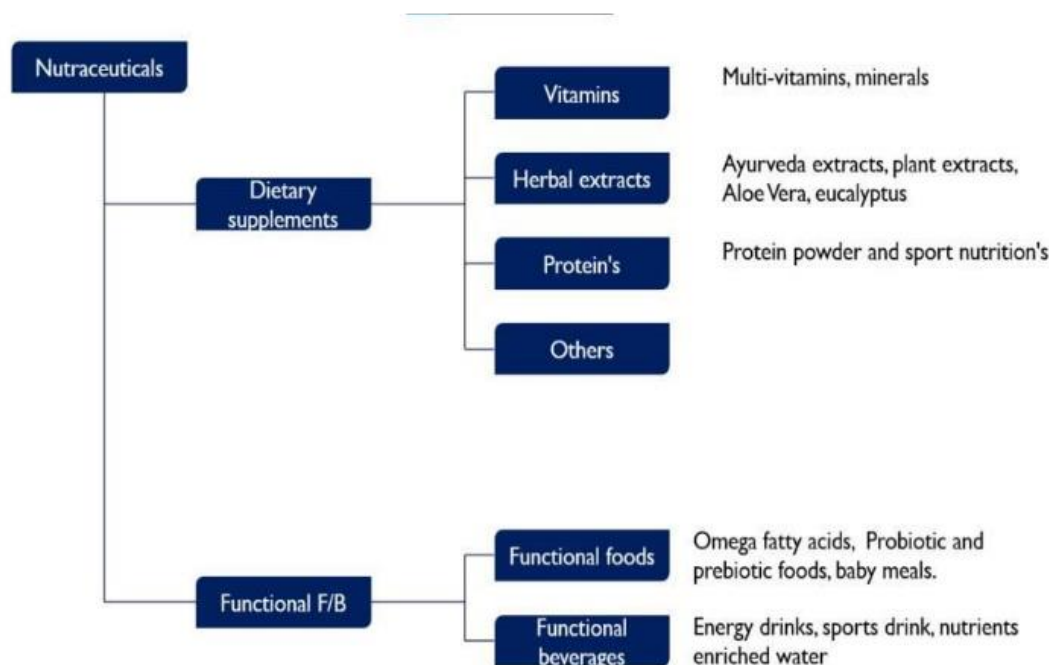 Nutraceuticals
Vitamins
Multi-vitamins, minerals
Dietary
supplements
Herbal extracts
Ayurveda extracts, plant extracts,
Aloe Vera, eucalyptus
Protein's
Protein powder and sport nutrition's
Others
Functional F/B
Functional foods
Omega fatty acids, Probiotic and
prebiotic foods, baby meals.
Functional
beverages
Energy drinks, sports drink, nutrients
enriched water